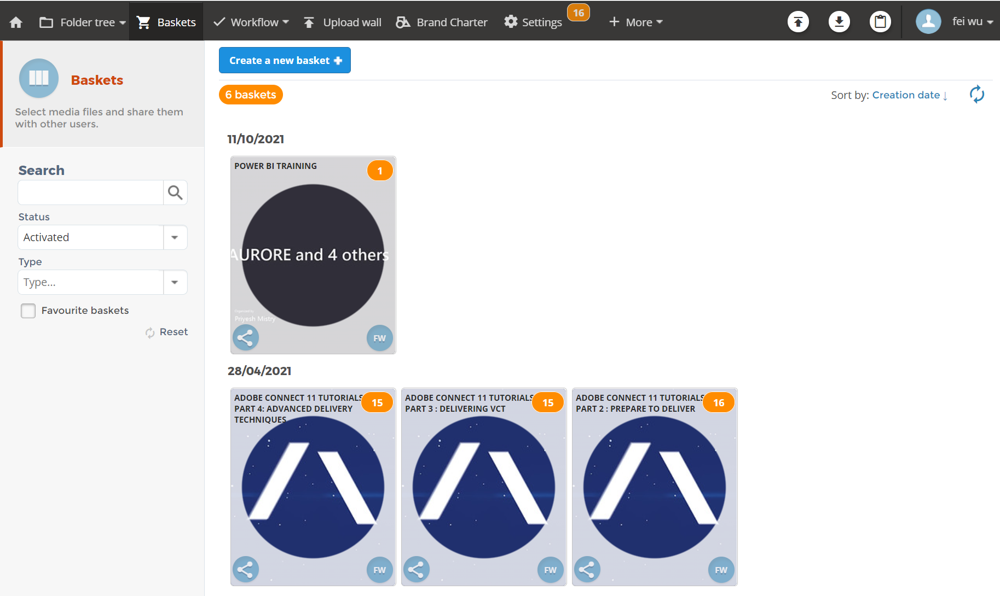 Folder tree
Baskets
Workflow
Upload wall
Brand Charter
Settings
16
More
fei wu
Baskets
Select media files and share them
with other users.
Search
Status
Activated
Type
Type...
Favourite baskets
Reset
Create a new basket
6 baskets
Sort by: Creation date ↓
11/10/2021
POWER BI TRAINING
1
AURORE and 4 others
Organized by
Priyesh Mistry
FW
28/04/2021
ADOBE CONNECT 11 TUTORIALS
PART 4: ADVANCED DELIVERY
TECHNIQUES
15
FW
ADOBE CONNECT 11 TUTORIALS
PART 3 : DELIVERING VCT
15
FW
ADOBE CONNECT 11 TUTORIALS
PART 2 : PREPARE TO DELIVER
16
FW